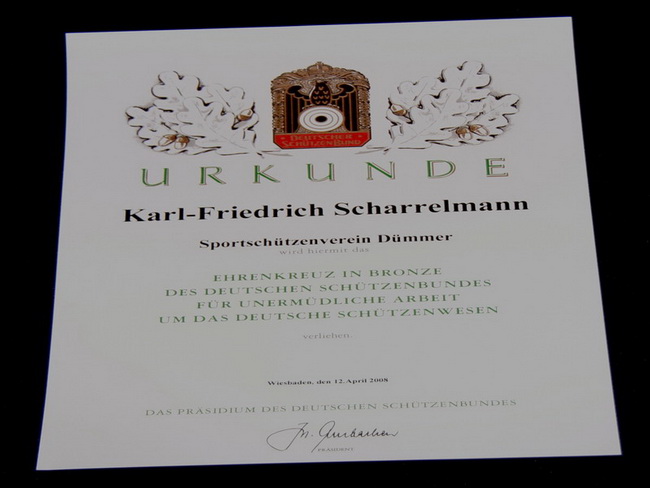 DEUTSCHER
SCHÜTZENBUND
URKUNDE
Karl-Friedrich Scharrelmann
Sportschützenverein Dümmer
wird hiermit das
EHRENKREUZ IN BRONZE
DES DEUTSCHEN SCHÜTZENBUNDES
FÜR UNERMÜDLICHE ARBEIT
UM DAS DEUTSCHE SCHÜTZENWESEN
verliehen.
Wiesbaden, den 12. April 2008
DAS PRÄSIDIUM DES DEUTSCHEN SCHÜTZENBUNDES
PRÄSIDENT